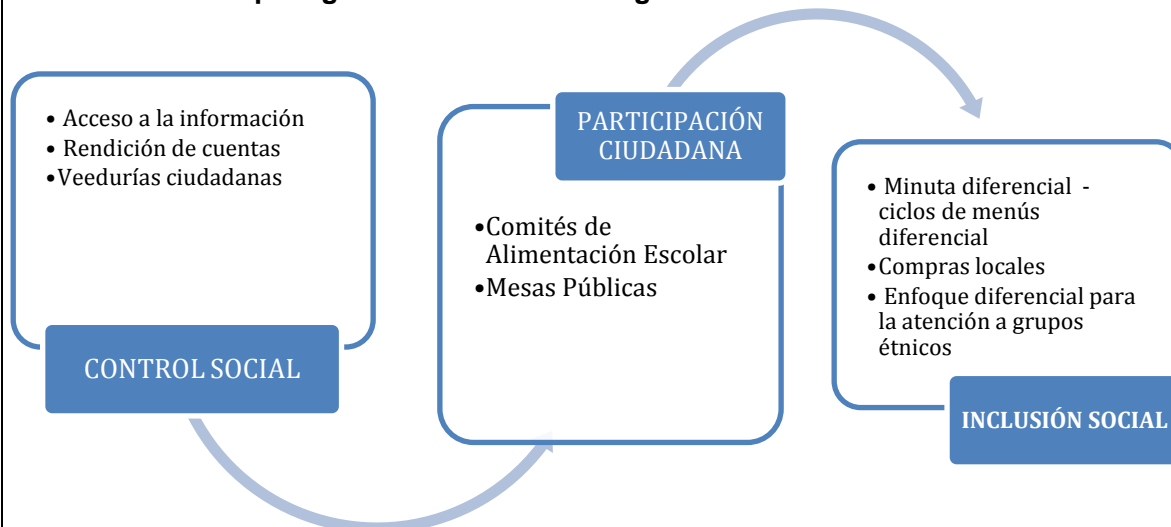 • Acceso a la información
• Rendición de cuentas
•Veedurías ciudadanas
CONTROL SOCIAL
PARTICIPACIÓN
CIUDADANA
•Comités de
Alimentación Escolar
•Mesas Públicas
• Minuta diferencial -
ciclos de menús
diferencial
•Compras locales
• Enfoque diferencial para
la atención a grupos
étnicos
INCLUSIÓN SOCIAL